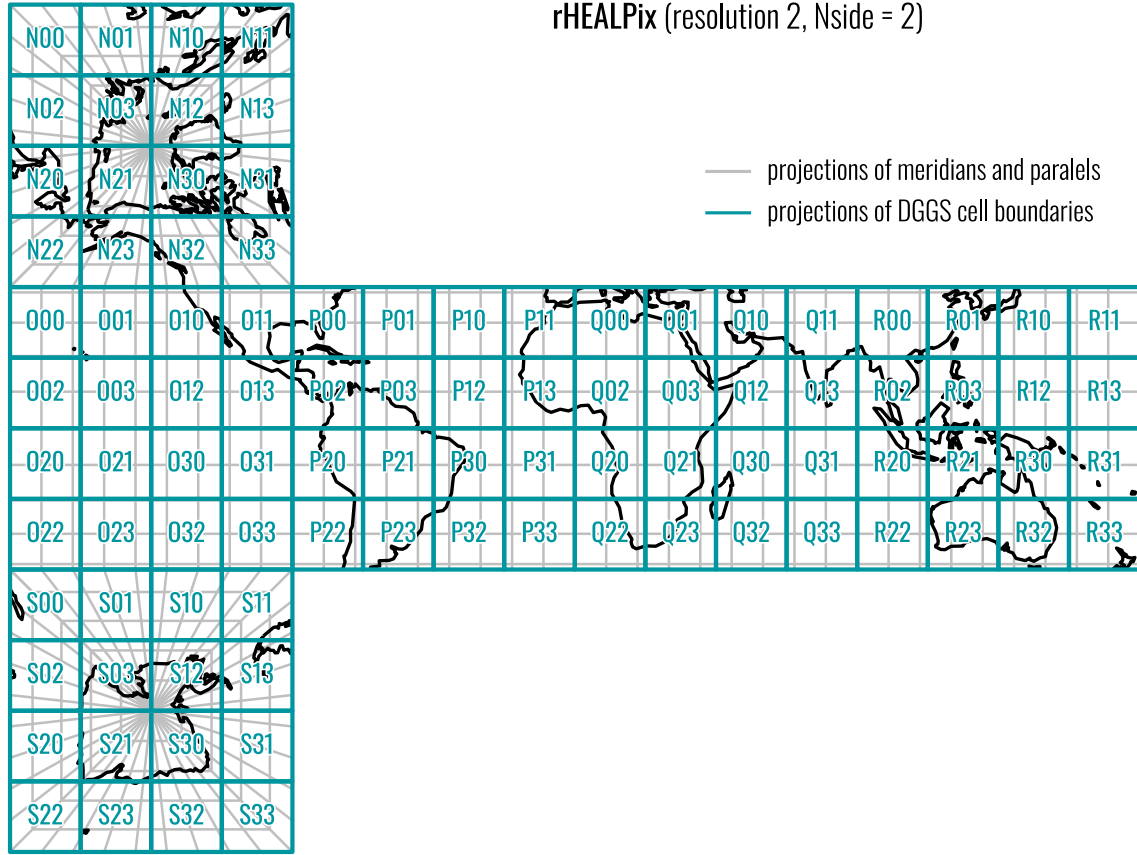 rHEALPix (resolution 2, Nside = 2)
N00 N01 N10 N11
N02 N03 N12 N13
projections of meridians and paralels
N20 N21 N30 N31
projections of DGGS cell boundaries
N22 N23 N32 N33
O00 O01 O10 O11 P00 P01 P10 P11 Q00 Q01 Q10 Q11 R00 R01 R10 R11
O02 O03 O12 O13 P02 P03 P12 P13 Q02 Q03 Q12 Q13 R02 R03 R12 R13
O20 O21 O30 O31 P20 P21 P30 P31 Q20 Q21 Q30 Q31 R20 R21 R30 R31
O22 O23 O32 O33 P22 P23 P32 P33 Q22 Q23 Q32 Q33 R22 R23 R32 R33
S00 S01 S10 S11
S02 S03 S12 S13
S20 S21 S30 S31
S22 S23 S32 S33